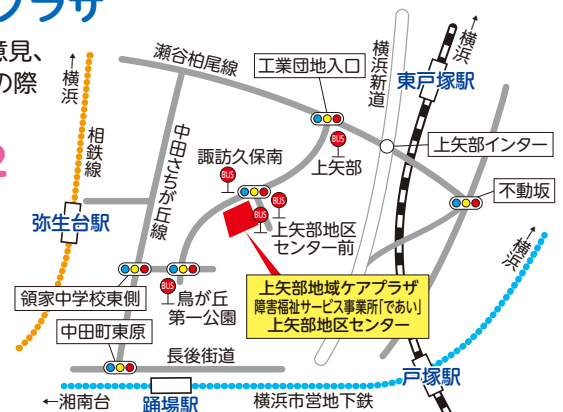 プラザ
意見、
の際
2
←横浜
相鉄線
弥生台駅
瀬谷柏尾線
工業団地入口
横浜新道
←横浜
東戸塚駅
上矢部インター
不動坂
中田さちが丘線
諏訪久保南
BUS
BUS
上矢部
BUS
BUS
上矢部地区
センター前
領家中学校東側
BUS
鳥が丘
第一公園
上矢部地域ケアプラザ
障害福祉サービス事業所「であい」
上矢部地区センター
中田町東原
長後街道
←横浜
戸塚駅
←湘南台
踊場駅
横浜市営地下鉄